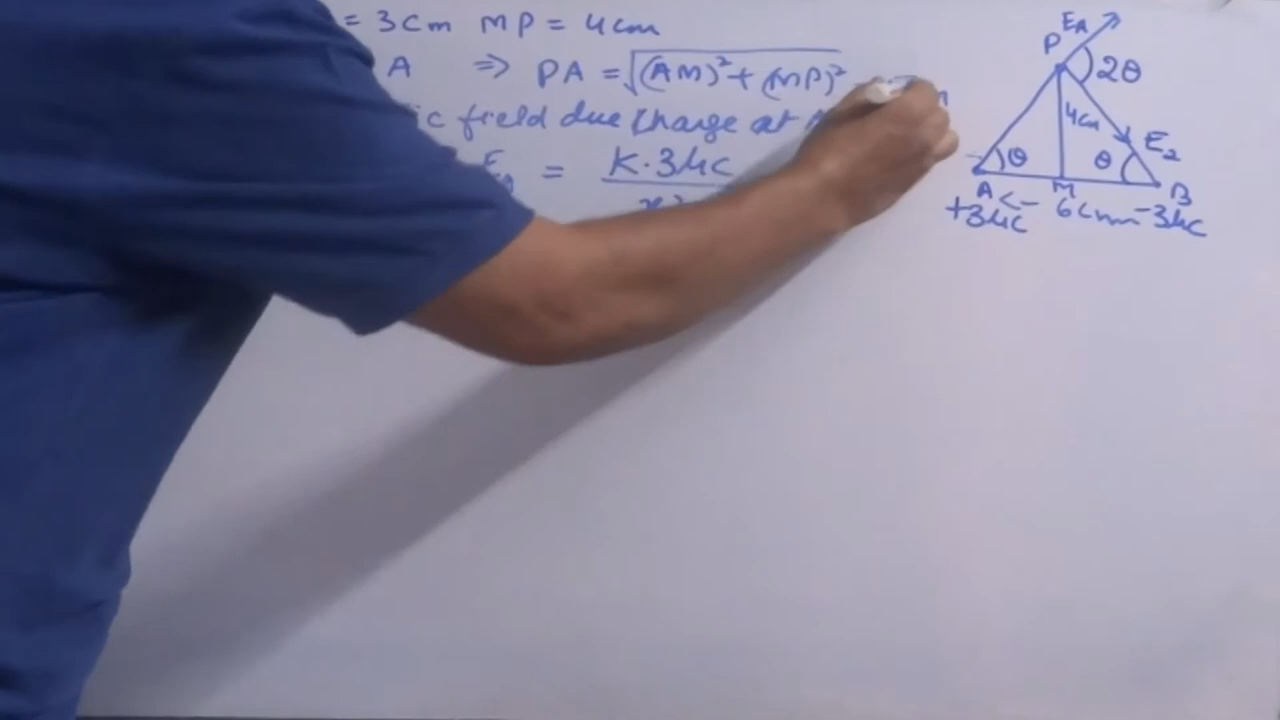 = 3cm MP = 4cm
A ⇒ PA = √(AM)²+(MP)²
ic field due charge at
= K·3μc
EA
P
2θ
4cm
E2
θ θ
A M B
+3μc <- 6cm -3μc